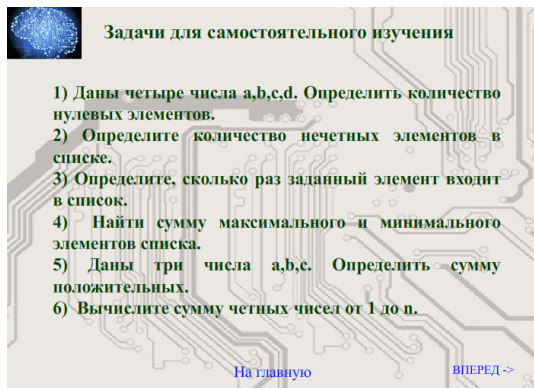 Задачи для самостоятельного изучения
1) Даны четыре числа a,b,c,d. Определить количество
нулевых элементов.
2) Определите количество нечетных элементов в
списке.
3) Определите, сколько раз заданный элемент входит
в список.
4) Найти сумму максимального и минимального
элементов списка.
5) Даны три числа a,b,c. Определить сумму
положительных.
6) Вычислите сумму четных чисел от 1 до n.
На главную
ВПЕРЕД ->